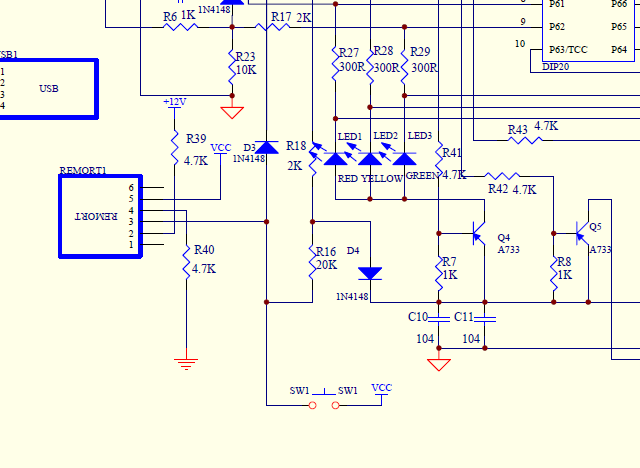 R6 1K
1N4148
R17 2K
8
P61
P66
9
P62
P65
10
P63/TCC
P64
DIP20
SB1
1
2
3
4
USB
R23
10K
R27
300R
R28
300R
R29
300R
+12V
R39
4.7K
VCC
D3
1N4148
R18
2K
LED1
LED2
LED3
RED YELLOW GREEN
R41
4.7K
R43
4.7K
R42 4.7K
REMORT1
6
5
4
3
2
1
REMORT
R40
4.7K
R16
20K
D4
1N4148
Q4
A733
Q5
A733
R7
1K
R8
1K
C10
104
C11
104
SW1
SW1
VCC